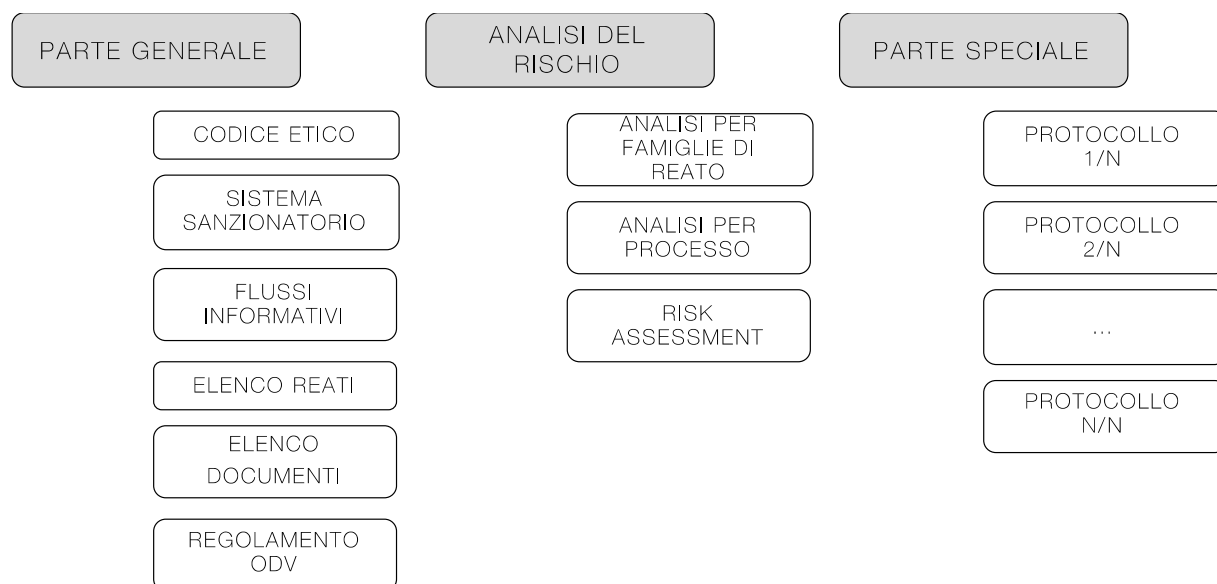 PARTE GENERALE
CODICE ETICO
SISTEMA
SANZIONATORIO
FLUSSI
INFORMATIVI
ELENCO REATI
ELENCO
DOCUMENTI
REGOLAMENTO
ODV
ANALISI DEL
RISCHIO
ANALISI PER
FAMIGLIE DI
REATO
ANALISI PER
PROCESSO
RISK
ASSESSMENT
PARTE SPECIALE
PROTOCOLLO
1/N
PROTOCOLLO
2/N
...
PROTOCOLLO
N/N